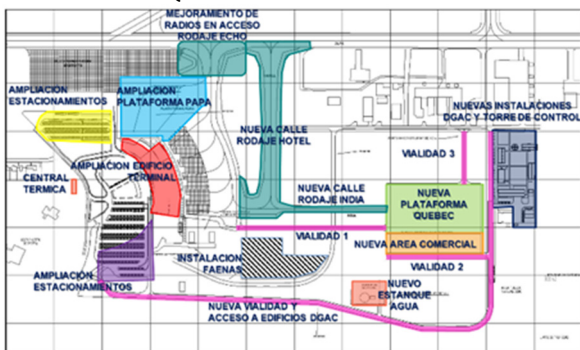 MEJORAMIENTO DE
RADIOS EN ACCESO
RODAJE ECHO
AMPLIACION
ESTACIONAMIENTOS
AMPLIACION
PLATAFORMA PAPA
NUEVAS INSTALACIONES
DGAC Y TORRE DE CONTROL
NUEVA CALLE
RODAJE HOTEL
VIALIDAD 3
AMPLIACION EDIFICIO
TERMINAL
CENTRAL
TERMICA
NUEVA CALLE
RODAJE INDIA
NUEVA
PLATAFORMA
QUEBEC
VIALIDAD 1
NUEVA AREA COMERCIAL
INSTALACION
FAENAS
VIALIDAD 2
AMPLIACION
ESTACIONAMIENTOS
NUEVO
ESTANQUE
AGUA
NUEVA VIALIDAD Y
ACCESO A EDIFICIOS DGAC